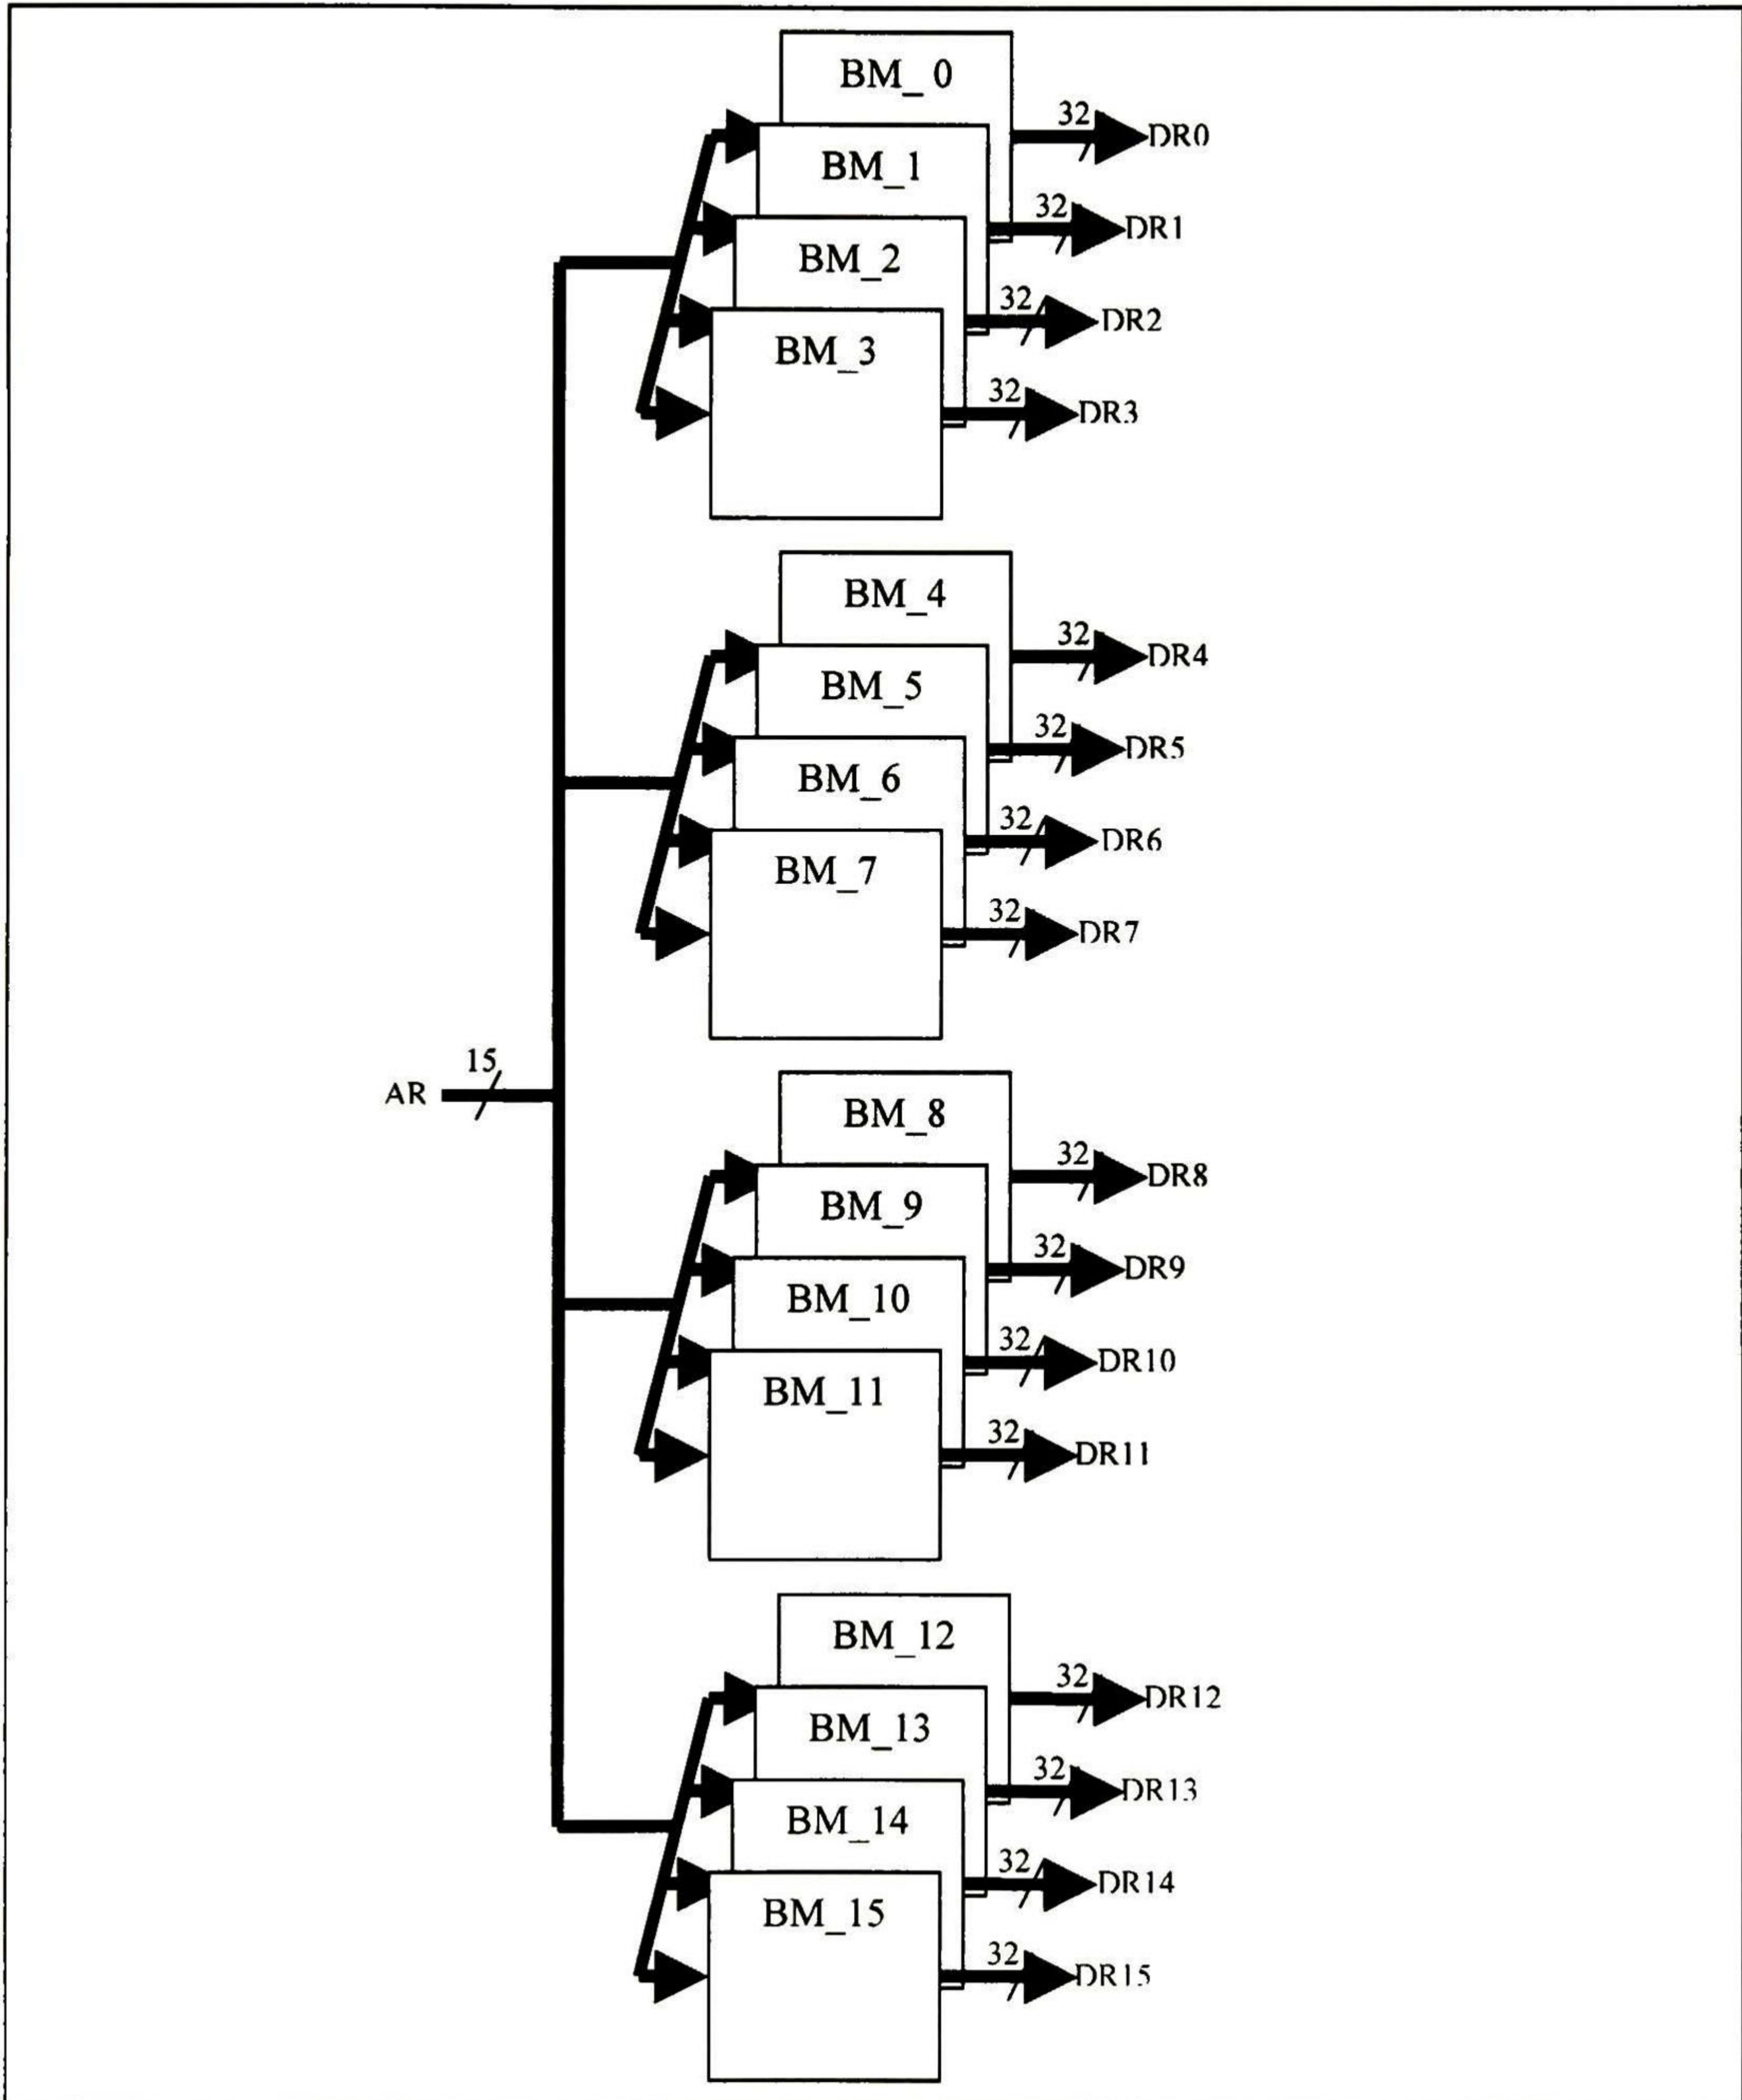 BM_ 0
32
DR0
BM_1
32
DR1
BM_2
32
DR2
BM_3
32
DR3
BM_4
32
DR4
BM_5
32
DR5
BM_6
32
DR6
BM_7
32
DR7
15
AR
BM_8
32
DR8
BM_9
32
DR9
BM_10
32
DR10
BM_11
32
DR11
BM_12
32
DR12
BM_13
32
DR13
BM_14
32
DR14
BM_15
32
DR15